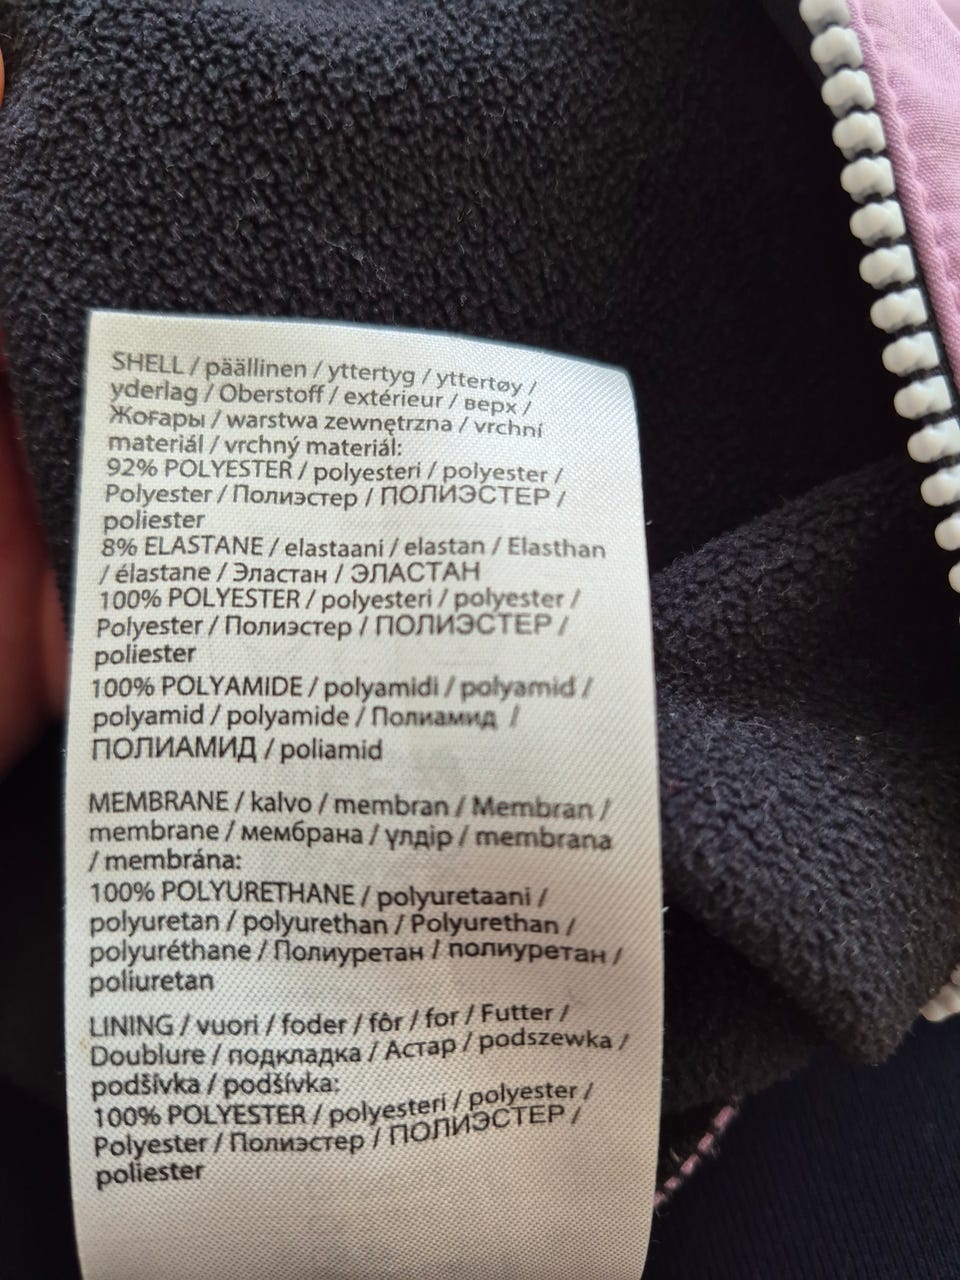 SHELL / päällinen / yttertyg / yttertøy /
yderlag / Oberstoff / extérieur / верх /
Жоғары / warstwa zewnętrzna / vrchní
materiál / vrchný materiál:
92% POLYESTER / polyesteri / polyester /
Polyester / Полиэстер / ПОЛИЭСТЕР /
poliester
8% ELASTANE / elastaani / elastan / Elasthan
/ élastane / Эластан / ЭЛАСТАН
100% POLYESTER / polyesteri / polyester /
Polyester / Полиэстер / ПОЛИЭСТЕР /
poliester
100% POLYAMIDE / polyamidi / polyamid /
polyamid / polyamide / Полиамид /
ПОЛИАМИД / poliamid
MEMBRANE / kalvo / membran / Membran /
membrane / мембрана / үлдір / membrana
/ membrána:
100% POLYURETHANE / polyuretaani /
polyuretan / polyurethan / Polyurethan /
polyuréthane / Полиуретан / полиуретан /
poliuretan
LINING / vuori / foder / fôr / for / Futter /
Doublure / подкладка / Астар / podszewka /
podšívka / podšívka:
100% POLYESTER / polyesteri / polyester /
Polyester / Полиэстер / ПОЛИЭСТЕР /
poliester